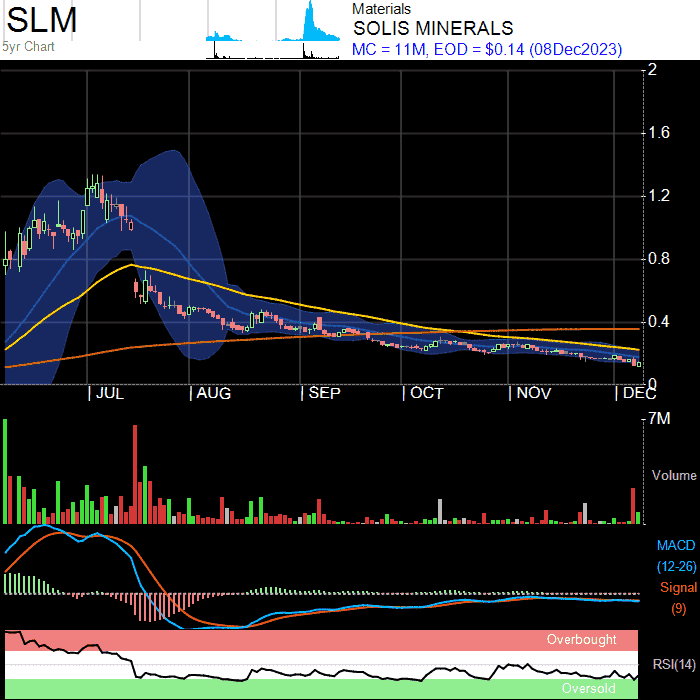 SLM
5yr Chart
Materials
SOLIS MINERALS
MC = 11M, EOD = $0.14 (08Dec2023)
2
1.6
1.2
0.8
0.4
0
JUL
AUG
SEP
OCT
NOV
DEC
7M
Volume
MACD
(12-26)
Signal
(9)
Overbought
RSI(14)
Oversold